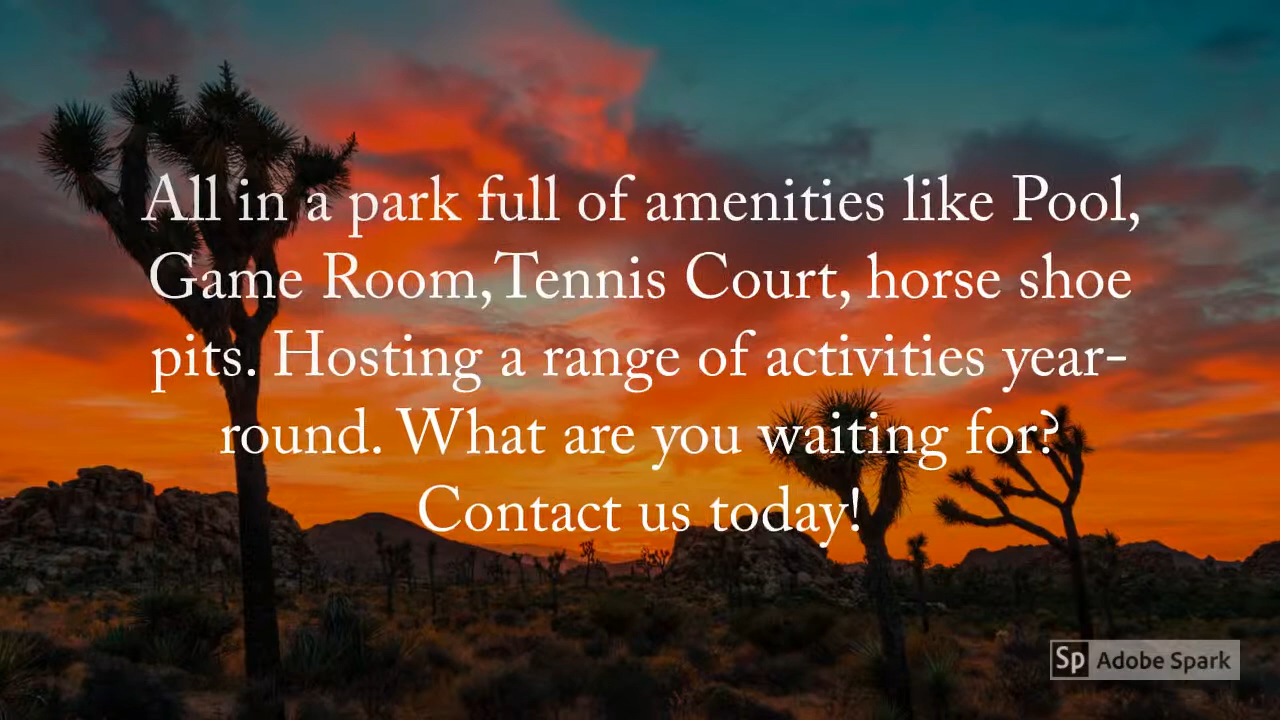 All in a park full of amenities like Pool,
Game Room,Tennis Court, horse shoe
pits. Hosting a range of activities year-
round. What are you waiting for?
Contact us today!
Sp Adobe Spark